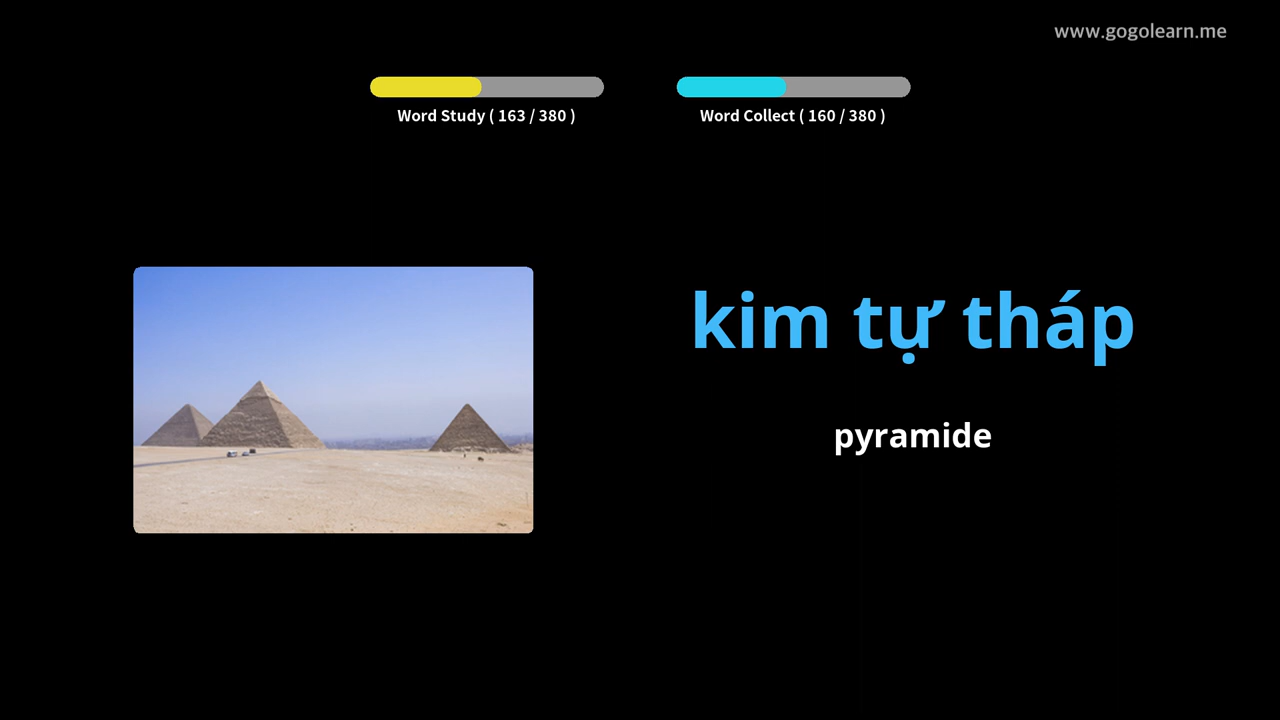 www.gogolearn.me
Word Study ( 163 / 380 )
Word Collect ( 160 / 380 )
kim tự tháp
pyramide